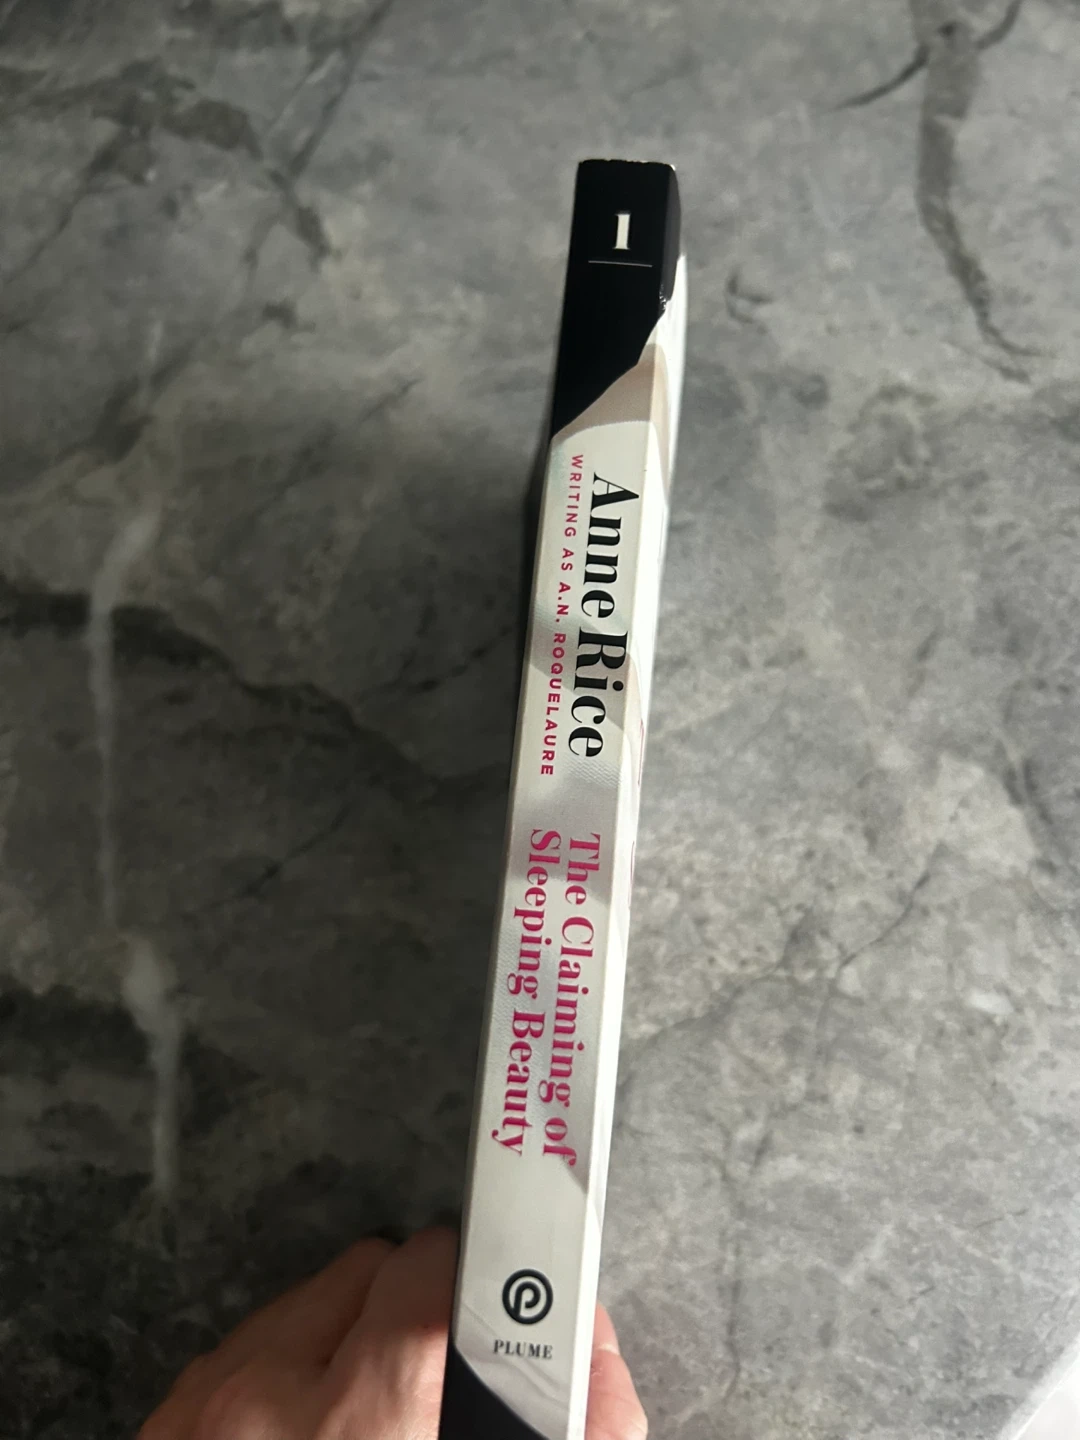 1
Anne Rice
WRITING AS A.N. ROQUELAURE
The Claiming of
Sleeping Beauty
PLUME